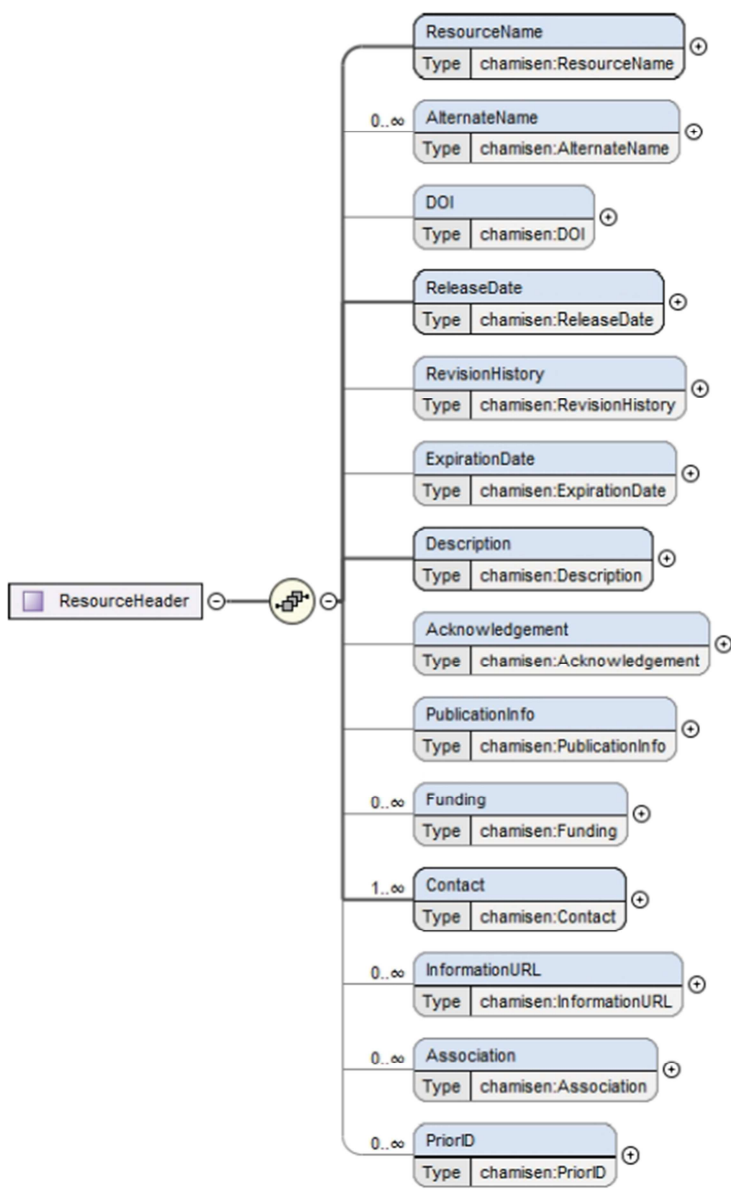 ResourceName
Type chamisen:ResourceName
0..∞ AlternateName
Type chamisen:AlternateName
DOI
Type chamisen:DOI
ReleaseDate
Type chamisen:ReleaseDate
RevisionHistory
Type chamisen:RevisionHistory
ExpirationDate
Type chamisen:ExpirationDate
Description
Type chamisen:Description
ResourceHeader
Acknowledgement
Type chamisen:Acknowledgement
PublicationInfo
Type chamisen:PublicationInfo
0..∞ Funding
Type chamisen:Funding
1..∞ Contact
Type chamisen:Contact
0..∞ InformationURL
Type chamisen:InformationURL
0..∞ Association
Type chamisen:Association
0..∞ PriorID
Type chamisen:PriorID